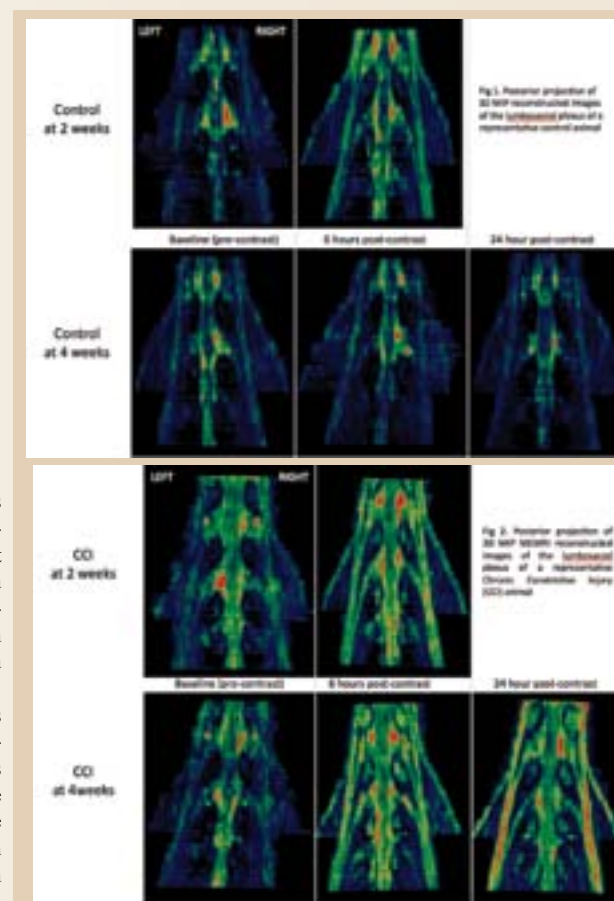 LEFT RIGHT
Control
at 2 weeks
Fig 1. Posterior projection of
3D MIP reconstructed images
of the lumbosacral plexus of a
representative control animal
Baseline (pre-contrast) 6 hours post-contrast 24 hour post-contrast
Control
at 4 weeks
LEFT RIGHT
CCI
at 2 weeks
Fig 2. Posterior projection of
3D MIP MEMRI reconstructed
images of the lumbosacral
plexus of a representative
Chronic Constrictive Injury
(CCI) animal
Baseline (pre-contrast) 6 hours post-contrast 24 hour post-contrast
CCI
at 4weeks